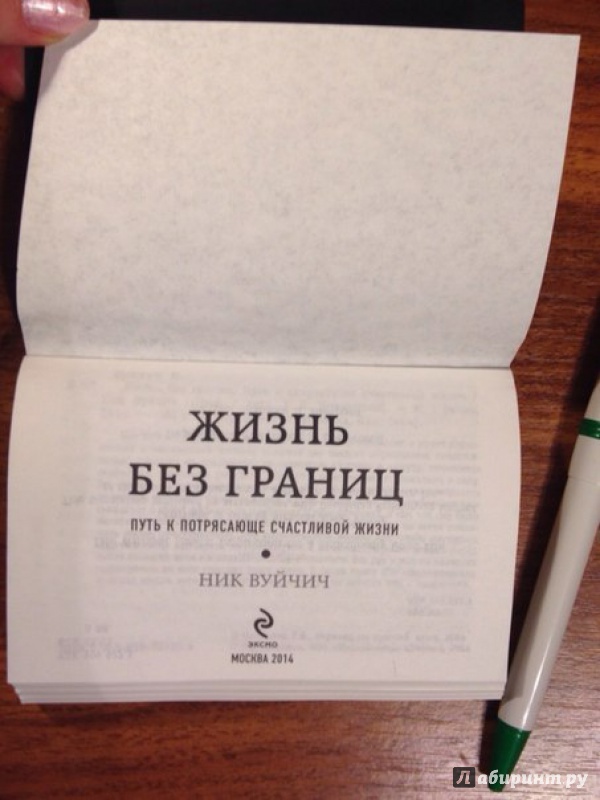 ЖИЗНЬ
БЕЗ ГРАНИЦ
ПУТЬ К ПОТРЯСАЮЩЕ СЧАСТЛИВОЙ ЖИЗНИ
•
НИК ВУЙЧИЧ
ЭКСМО
МОСКВА 2014
Лабиринт.ру